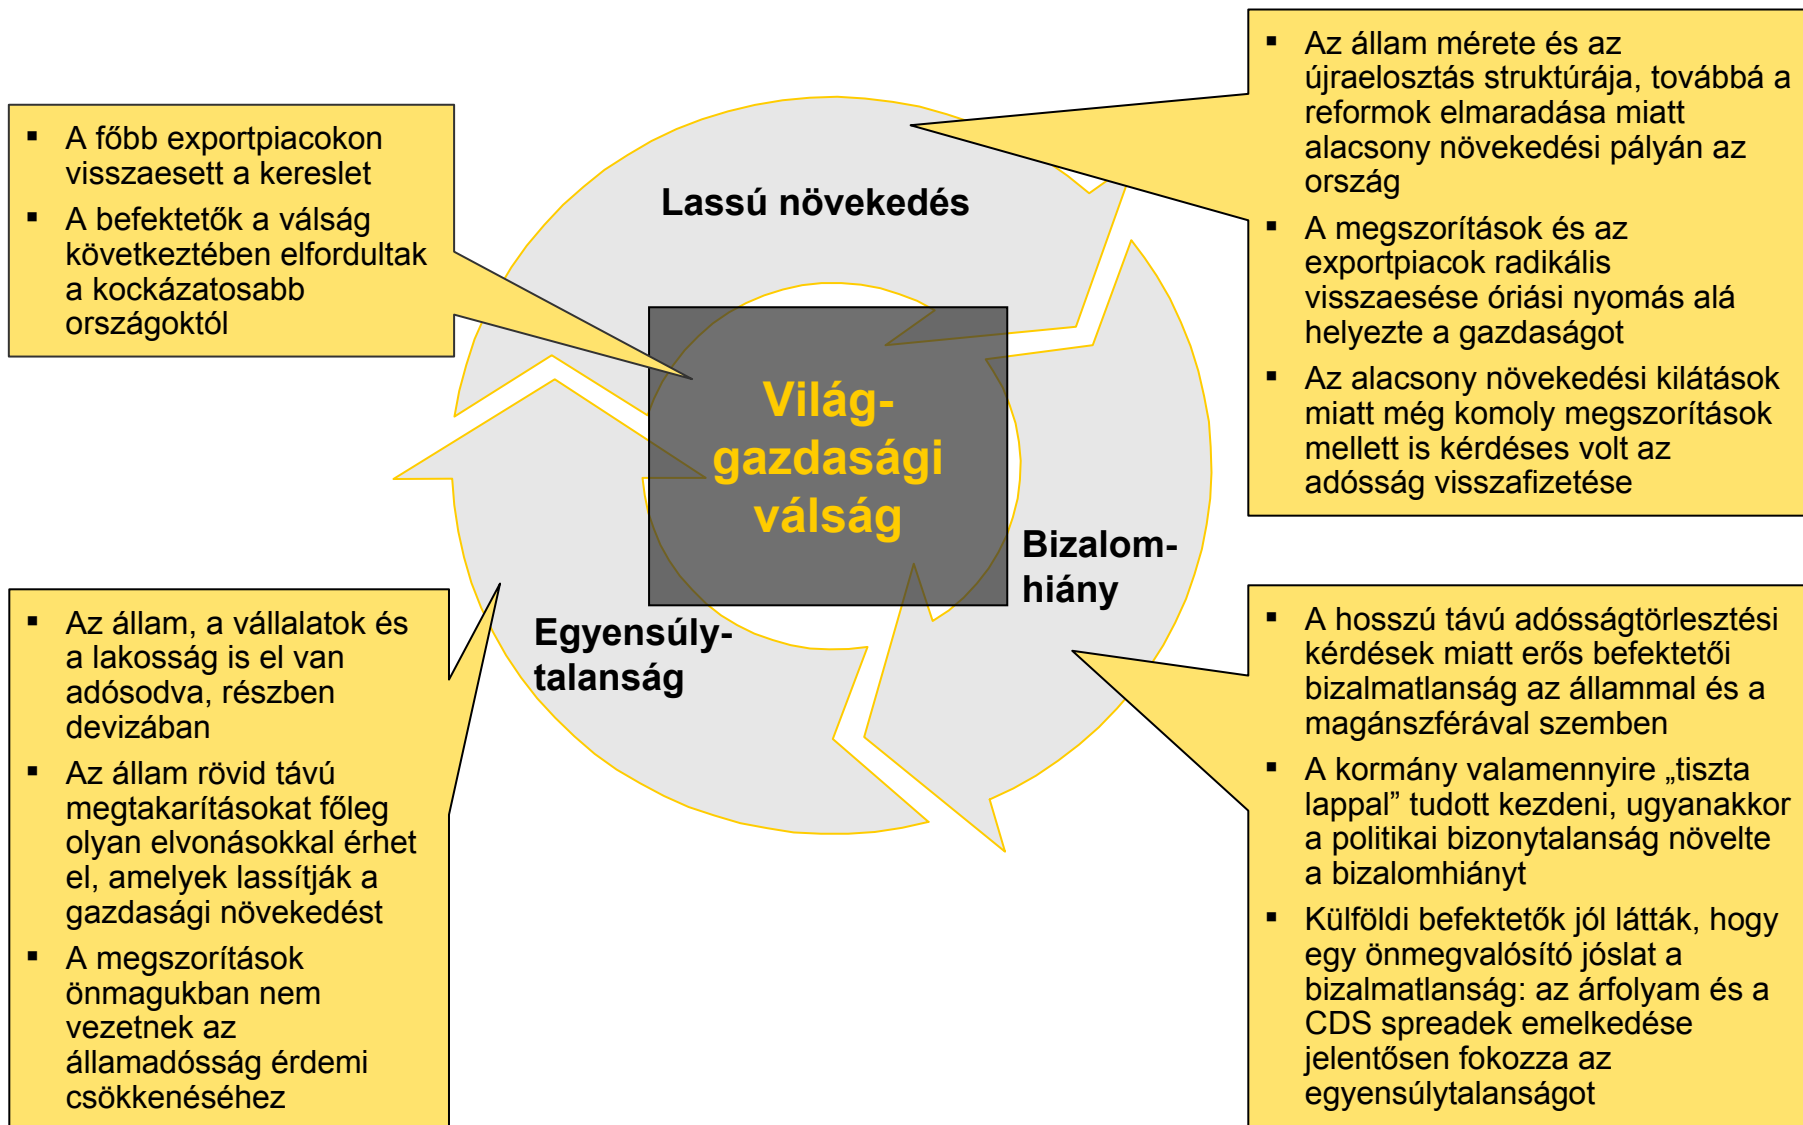 ▪ A főbb exportpiacokon
visszaesett a kereslet
▪ A befektetők a válság
következtében elfordultak
a kockázatosabb
országoktól
Lassú növekedés
▪ Az állam mérete és az
újraelosztás struktúrája, továbbá a
reformok elmaradása miatt
alacsony növekedési pályán az
ország
▪ A megszorítások és az
exportpiacok radikális
visszaesése óriási nyomás alá
helyezte a gazdaságot
▪ Az alacsony növekedési kilátások
miatt még komoly megszorítások
mellett is kérdéses volt az
adósság visszafizetése
Világ-
gazdasági
válság
Bizalom-
hiány
Egyensúly-
talanság
▪ Az állam, a vállalatok és
a lakosság is el van
adósodva, részben
devizában
▪ Az állam rövid távú
megtakarításokat főleg
olyan elvonásokkal érhet
el, amelyek lassítják a
gazdasági növekedést
▪ A megszorítások
önmagukban nem
vezetnek az
államadósság érdemi
csökkenéséhez
▪ A hosszú távú adósságtörlesztési
kérdések miatt erős befektetői
bizalmatlanság az állammal és a
magánszférával szemben
▪ A kormány valamennyire „tiszta
lappal” tudott kezdeni, ugyanakkor
a politikai bizonytalanság növelte
a bizalomhiányt
▪ Külföldi befektetők jól látták, hogy
egy önmegvalósító jóslat a
bizalmatlanság: az árfolyam és a
CDS spreadek emelkedése
jelentősen fokozza az
egyensúlytalanságot